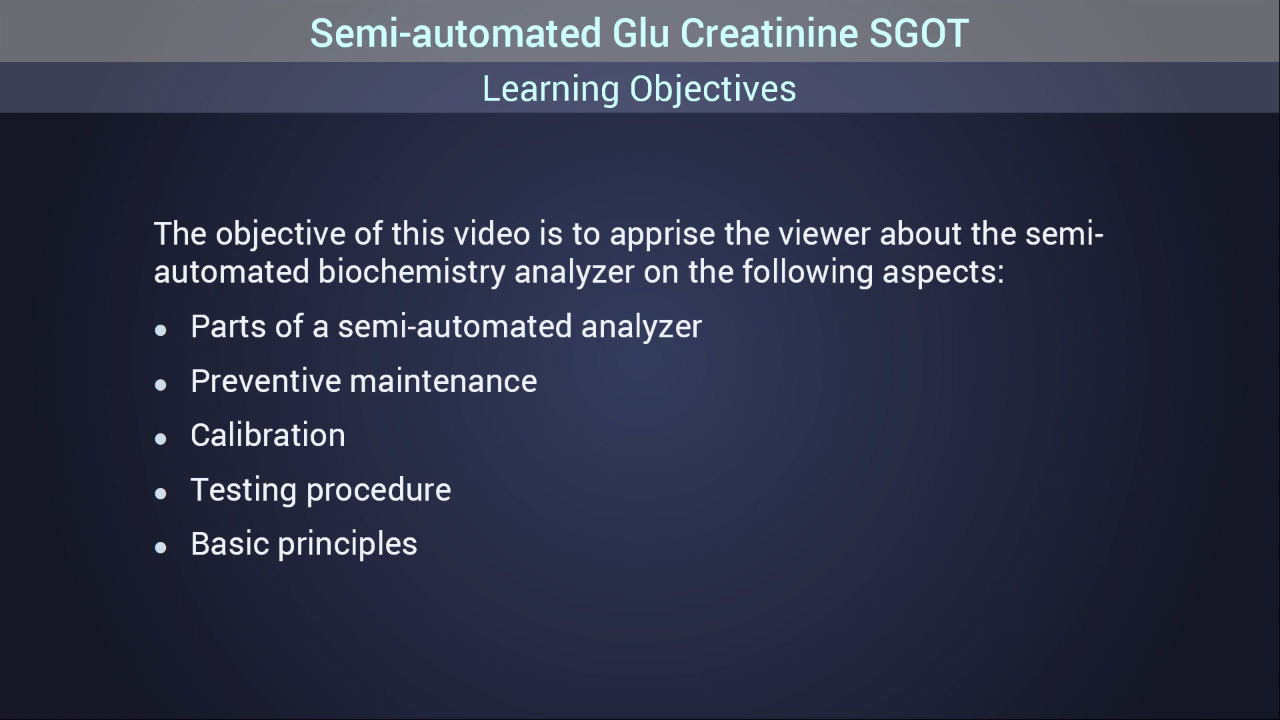 Semi-automated Glu Creatinine SGOT
Learning Objectives
The objective of this video is to apprise the viewer about the semi-
automated biochemistry analyzer on the following aspects:
● Parts of a semi-automated analyzer
● Preventive maintenance
● Calibration
● Testing procedure
● Basic principles